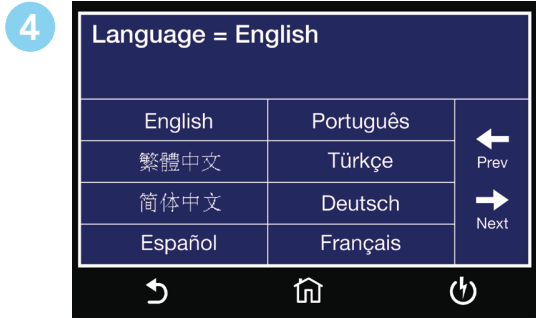 4
Language = English
English
Português
繁體中文
Türkçe
简体中文
Deutsch
Español
Français
Prev
Next